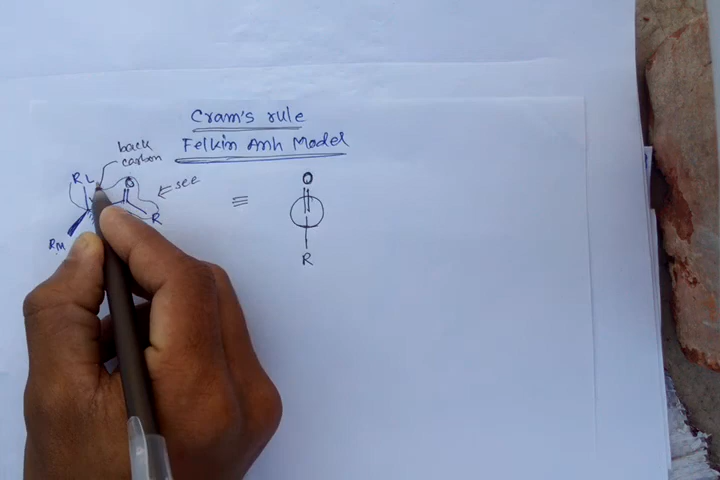 Cram's rule
Felkin Anh Model
back
carbon
RL O see
RM R
≡
O
R